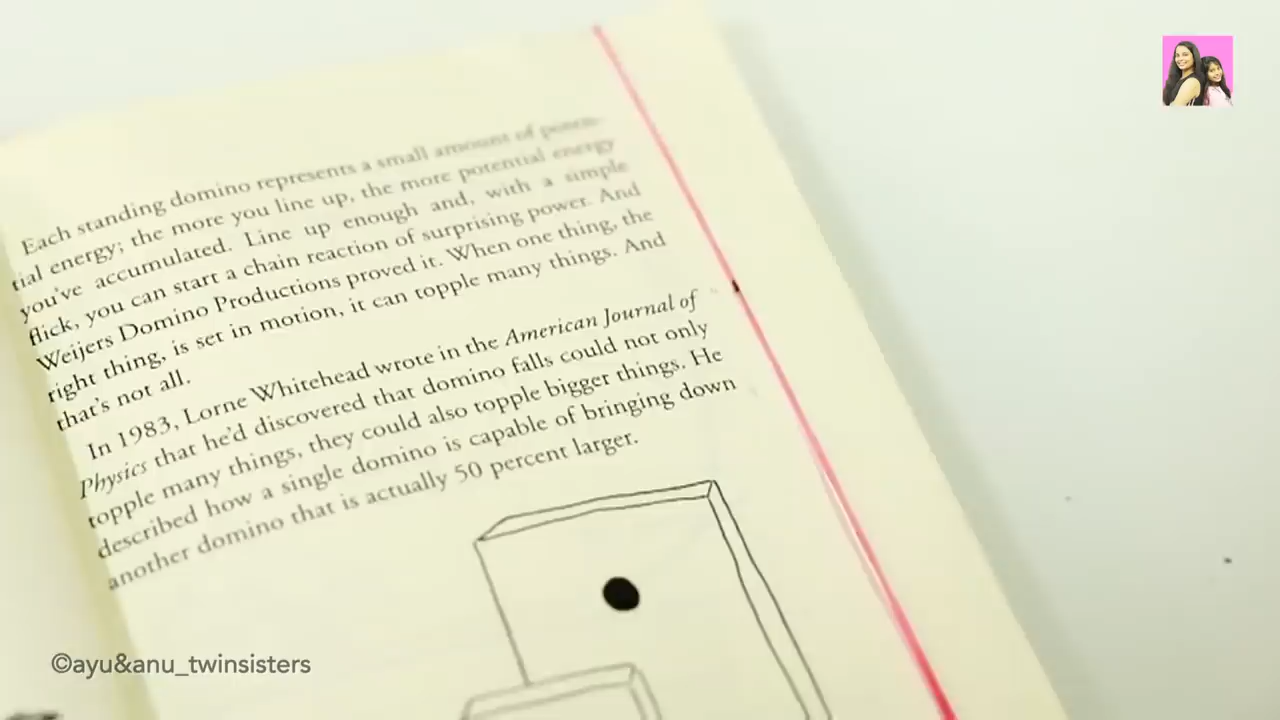 Each standing domino represents a small amount of poten-
tial energy; the more you line up, the more potential energy
you've accumulated. Line up enough and, with a simple
flick, you can start a chain reaction of surprising power. And
Weijers Domino Productions proved it. When one thing, the
right thing, is set in motion, it can topple many things. And
that's not all.
In 1983, Lorne Whitehead wrote in the American Journal of
Physics that he'd discovered that domino falls could not only
topple many things, they could also topple bigger things. He
described how a single domino is capable of bringing down
another domino that is actually 50 percent larger.
©ayu&anu_twinsisters